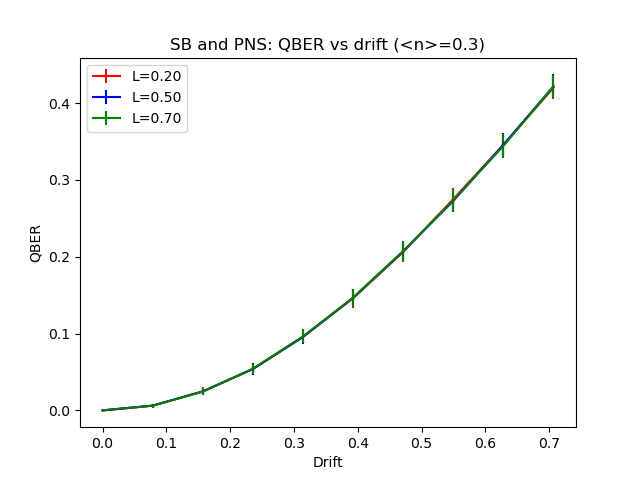 SB and PNS: QBER vs drift (<n>=0.3)
L=0.20
L=0.50
L=0.70
QBER
0.4
0.3
0.2
0.1
0.0
0.0 0.1 0.2 0.3 0.4 0.5 0.6 0.7
Drift